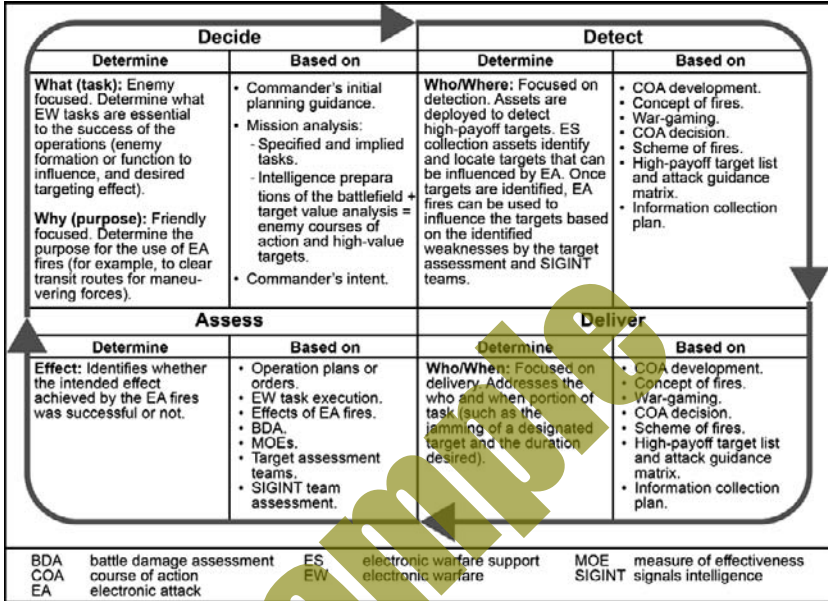 Decide
Detect
Determine
Based on
Determine
Based on
What (task): Enemy
focused. Determine what
EW tasks are essential
to the success of the
operations (enemy
formation or function to
influence, and desired
targeting effect).
Why (purpose): Friendly
focused. Determine the
purpose for the use of EA
fires (for example, to clear
transit routes for maneu-
vering forces).
• Commander's initial
planning guidance.
• Mission analysis:
- Specified and implied
tasks.
- Intelligence prepara
tions of the battlefield +
target value analysis =
enemy courses of
action and high-value
targets.
• Commander's intent.
Who/Where: Focused on
detection. Assets are
deployed to detect
high-payoff targets. ES
collection assets identify
and locate targets that can
be influenced by EA. Once
targets are identified, EA
fires can be used to
influence the targets based
on the identified
weaknesses by the target
assessment and SIGINT
teams.
• COA development.
• Concept of fires.
• War-gaming.
• COA decision.
• Scheme of fires.
• High-payoff target list
and attack guidance
matrix.
• Information collection
plan.
Assess
Deliver
Determine
Based on
Determine
Based on
Effect: Identifies whether
the intended effect
achieved by the EA fires
was successful or not.
• Operation plans or
orders.
• EW task execution.
• Effects of EA fires.
• BDA.
• MOEs.
• Target assessment
teams.
• SIGINT team
assessment.
Who/When: Focused on
delivery. Addresses the
who and when portion of
task (such as the
jamming of a designated
target and the duration
desired).
• COA development.
• Concept of fires.
• War-gaming.
• COA decision.
• Scheme of fires.
• High-payoff target list
and attack guidance
matrix.
• Information collection
plan.
BDA battle damage assessment ES electronic warfare support MOE measure of effectiveness
COA course of action EW electronic warfare SIGINT signals intelligence
EA electronic attack